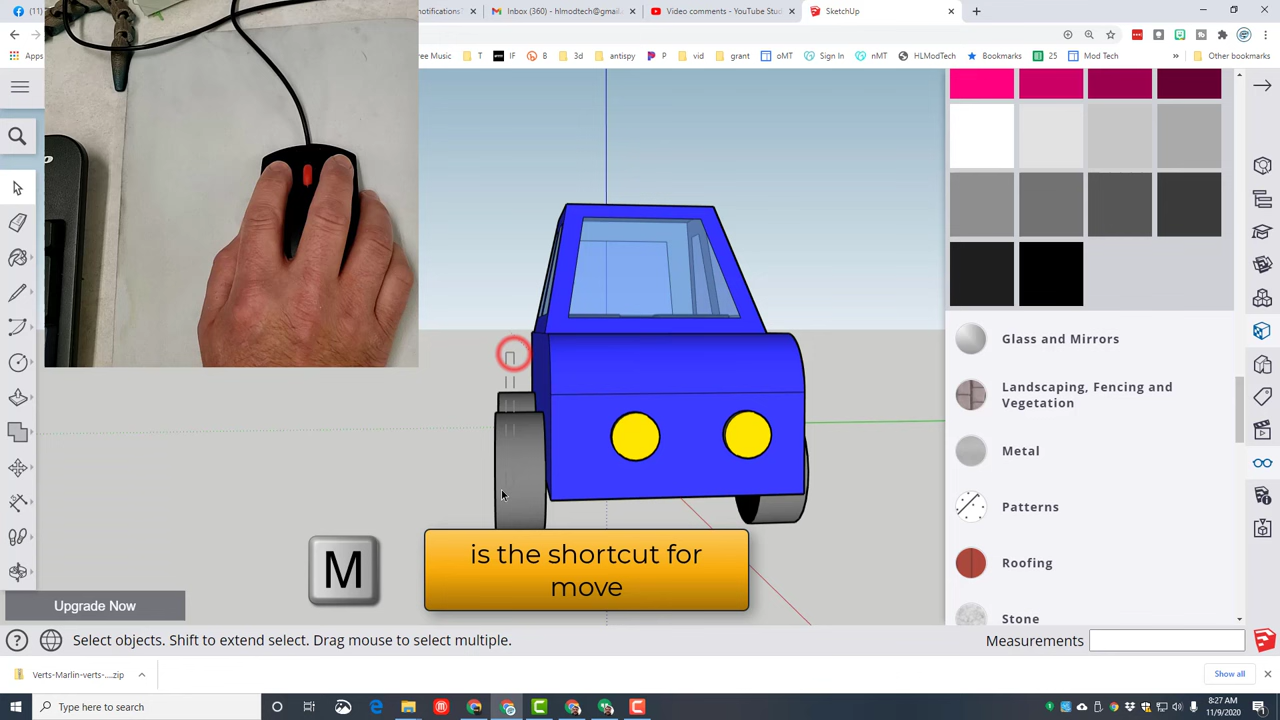 (11)
notifications?
Inbox (360) - hlmodtech@gmail.
Video comments - YouTube Stud
SketchUp
Apps
free Music
T
IF
B
3d
antispy
P
vid
grant
oMT
Sign In
nMT
HLModTech
Bookmarks
25
Mod Tech
Other bookmarks
Glass and Mirrors
Landscaping, Fencing and
Vegetation
Metal
Patterns
Roofing
Stone
M
is the shortcut for
move
Upgrade Now
Select objects. Shift to extend select. Drag mouse to select multiple.
Measurements
Verts-Marlin-verts-....zip
Show all
Type here to search
8:27 AM
11/9/2020